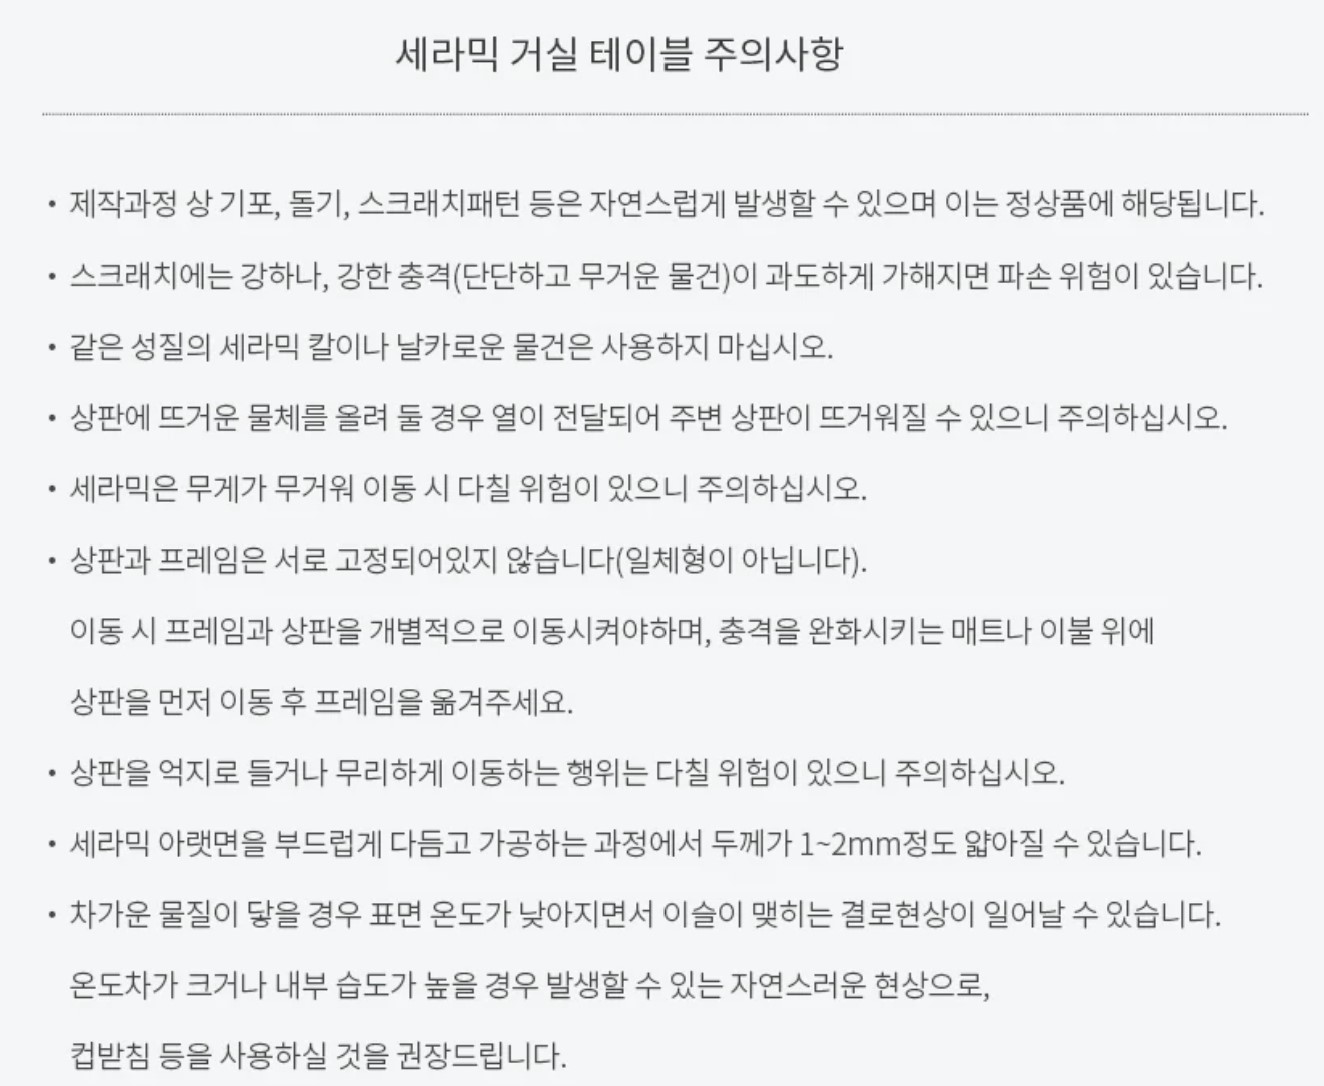 세라믹 거실 테이블 주의사항
• 제작과정 상 기포, 돌기, 스크래치패턴 등은 자연스럽게 발생할 수 있으며 이는 정상품에 해당됩니다.
• 스크래치에는 강하나, 강한 충격(단단하고 무거운 물건)이 과도하게 가해지면 파손 위험이 있습니다.
• 같은 성질의 세라믹 칼이나 날카로운 물건은 사용하지 마십시오.
• 상판에 뜨거운 물체를 올려 둘 경우 열이 전달되어 주변 상판이 뜨거워질 수 있으니 주의하십시오.
• 세라믹은 무게가 무거워 이동 시 다칠 위험이 있으니 주의하십시오.
• 상판과 프레임은 서로 고정되어있지 않습니다(일체형이 아닙니다).
이동 시 프레임과 상판을 개별적으로 이동시켜야하며, 충격을 완화시키는 매트나 이불 위에
상판을 먼저 이동 후 프레임을 옮겨주세요.
• 상판을 억지로 들거나 무리하게 이동하는 행위는 다칠 위험이 있으니 주의하십시오.
• 세라믹 아랫면을 부드럽게 다듬고 가공하는 과정에서 두께가 1~2mm정도 얇아질 수 있습니다.
• 차가운 물질이 닿을 경우 표면 온도가 낮아지면서 이슬이 맺히는 결로현상이 일어날 수 있습니다.
온도차가 크거나 내부 습도가 높을 경우 발생할 수 있는 자연스러운 현상으로,
컵받침 등을 사용하실 것을 권장드립니다.